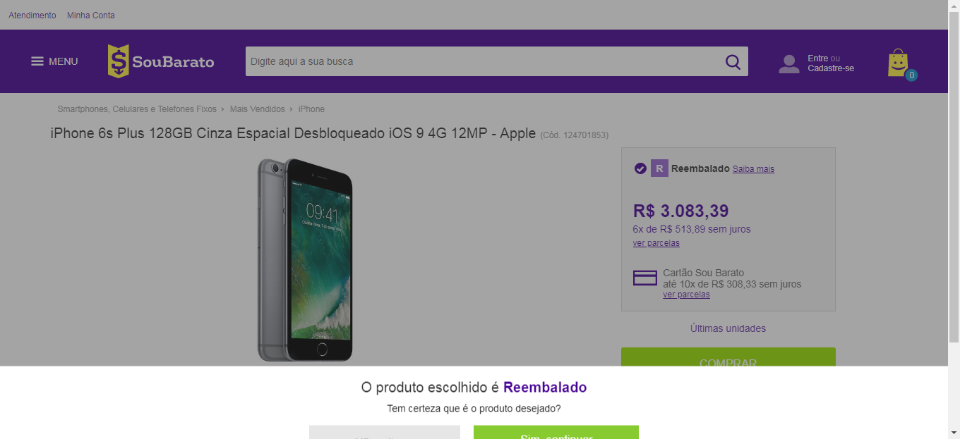 Atendimento Minha Conta
MENU SouBarato Digite aqui a sua busca Entre ou
Cadastre-se
0
Smartphones, Celulares e Telefones Fixos Mais Vendidos iPhone
iPhone 6s Plus 128GB Cinza Espacial Desbloqueado iOS 9 4G 12MP - Apple (Cód. 124701853)
R Reembalado Saiba mais
09:41
R$ 3.083,39
6x de R$ 513,89 sem juros
ver parcelas
Cartão Sou Barato
até 10x de R$ 308,33 sem juros
ver parcelas
Últimas unidades
COMPRAR
O produto escolhido é Reembalado
Tem certeza que é o produto desejado?
Sim, continuar